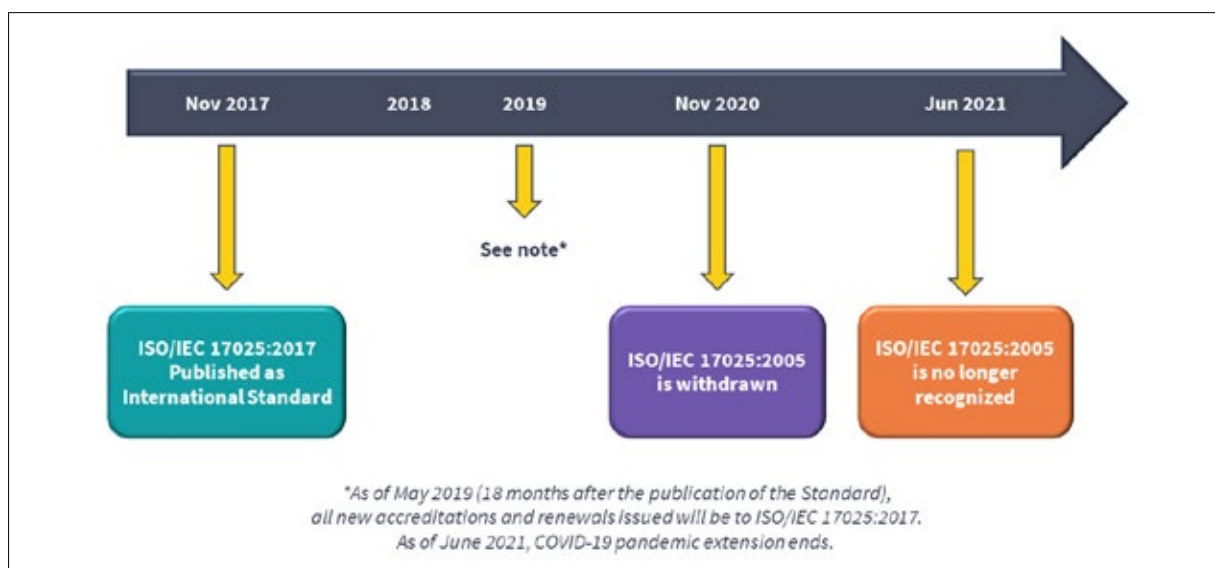 Nov 2017 2018 2019 Nov 2020 Jun 2021
See note*
ISO/IEC 17025:2017
Published as
International Standard
ISO/IEC 17025:2005
is withdrawn
ISO/IEC 17025:2005
is no longer
recognized
*As of May 2019 (18 months after the publication of the Standard),
all new accreditations and renewals issued will be to ISO/IEC 17025:2017.
As of June 2021, COVID-19 pandemic extension ends.